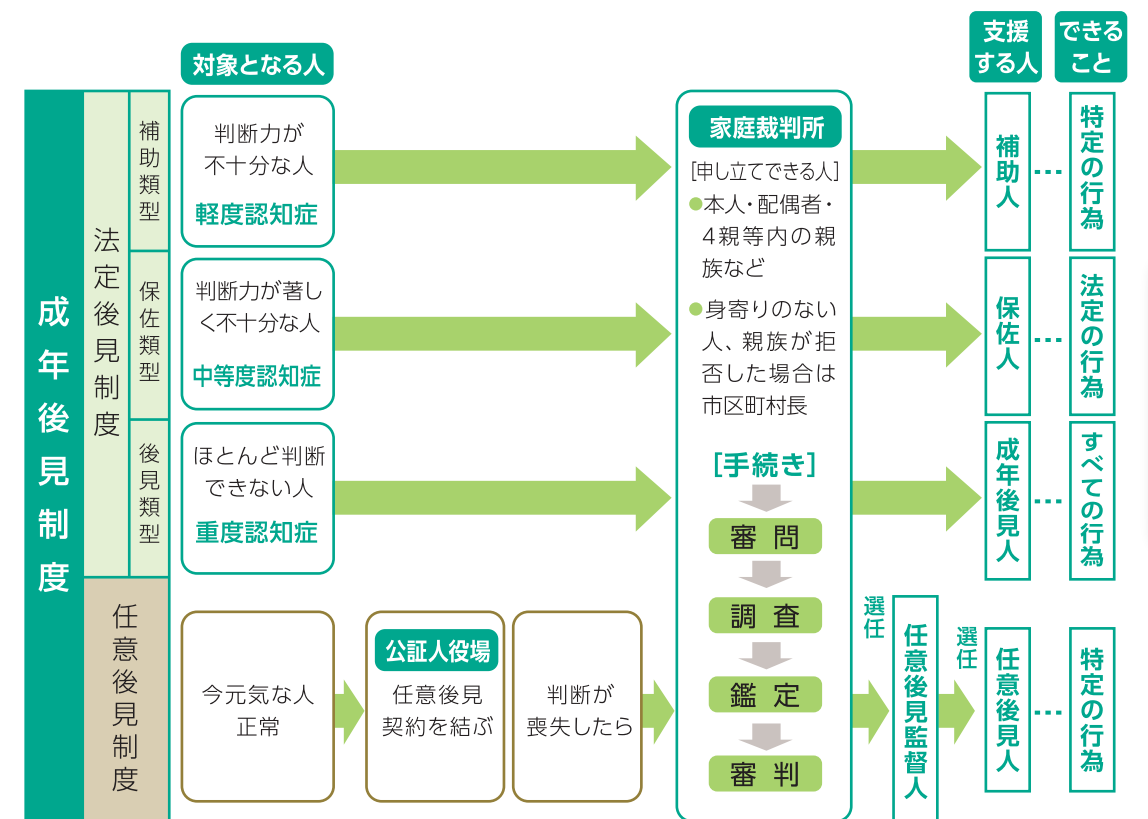 対象となる人
支援
する人
できる
こと
成年後見制度
法定後見制度
補助類型
判断力が
不十分な人
軽度認知症
保佐類型
判断力が著し
く不十分な人
中等度認知症
後見類型
ほとんど判断
できない人
重度認知症
家庭裁判所
[申し立てできる人]
●本人・配偶者・
4親等内の親
族など
●身寄りのない
人、親族が拒
否した場合は
市区町村長
[手続き]
審問
調査
鑑定
審判
補助人
特定の行為
保佐人
法定の行為
成年後見人
すべての行為
任意後見制度
今元気な人
正常
公証人役場
任意後見
契約を結ぶ
判断が
喪失したら
選任
任意後見監督人
選任
任意後見人
特定の行為